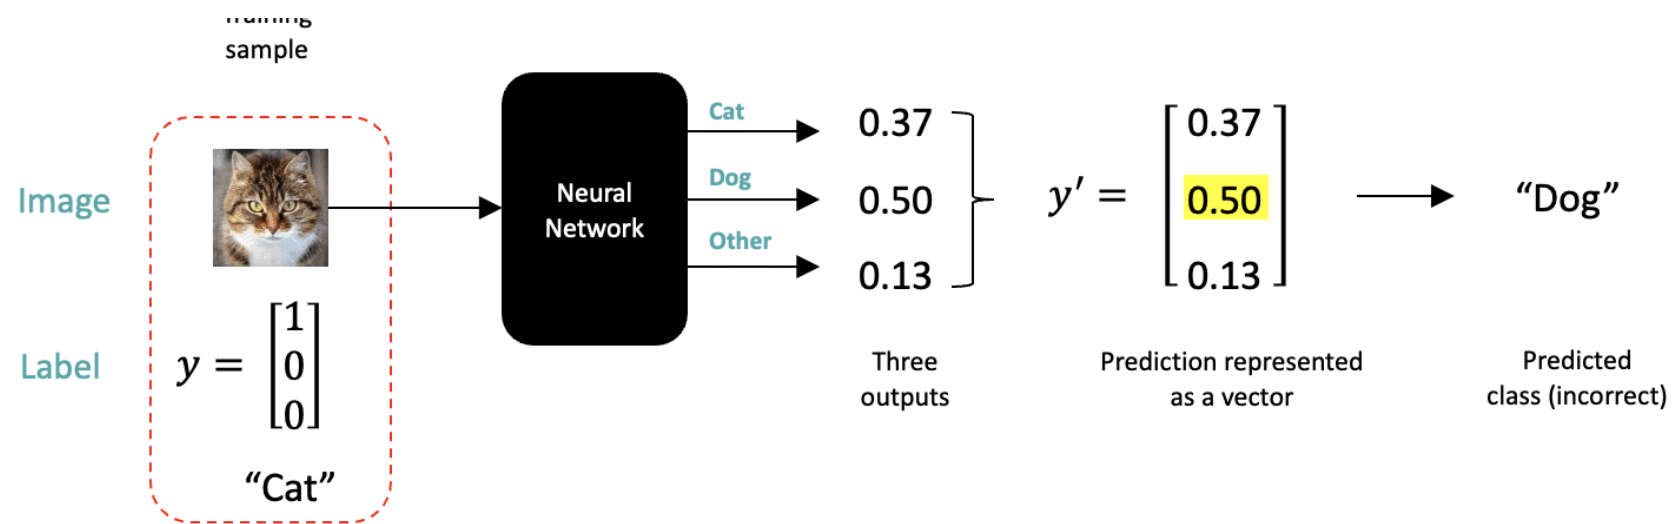 Training
sample
Image
Label
y = [1 0 0]
“Cat”
Neural
Network
Cat
Dog
Other
0.37
0.50
0.13
Three
outputs
y′ =
0.37
0.50
0.13
Prediction represented
as a vector
“Dog”
Predicted
class (incorrect)